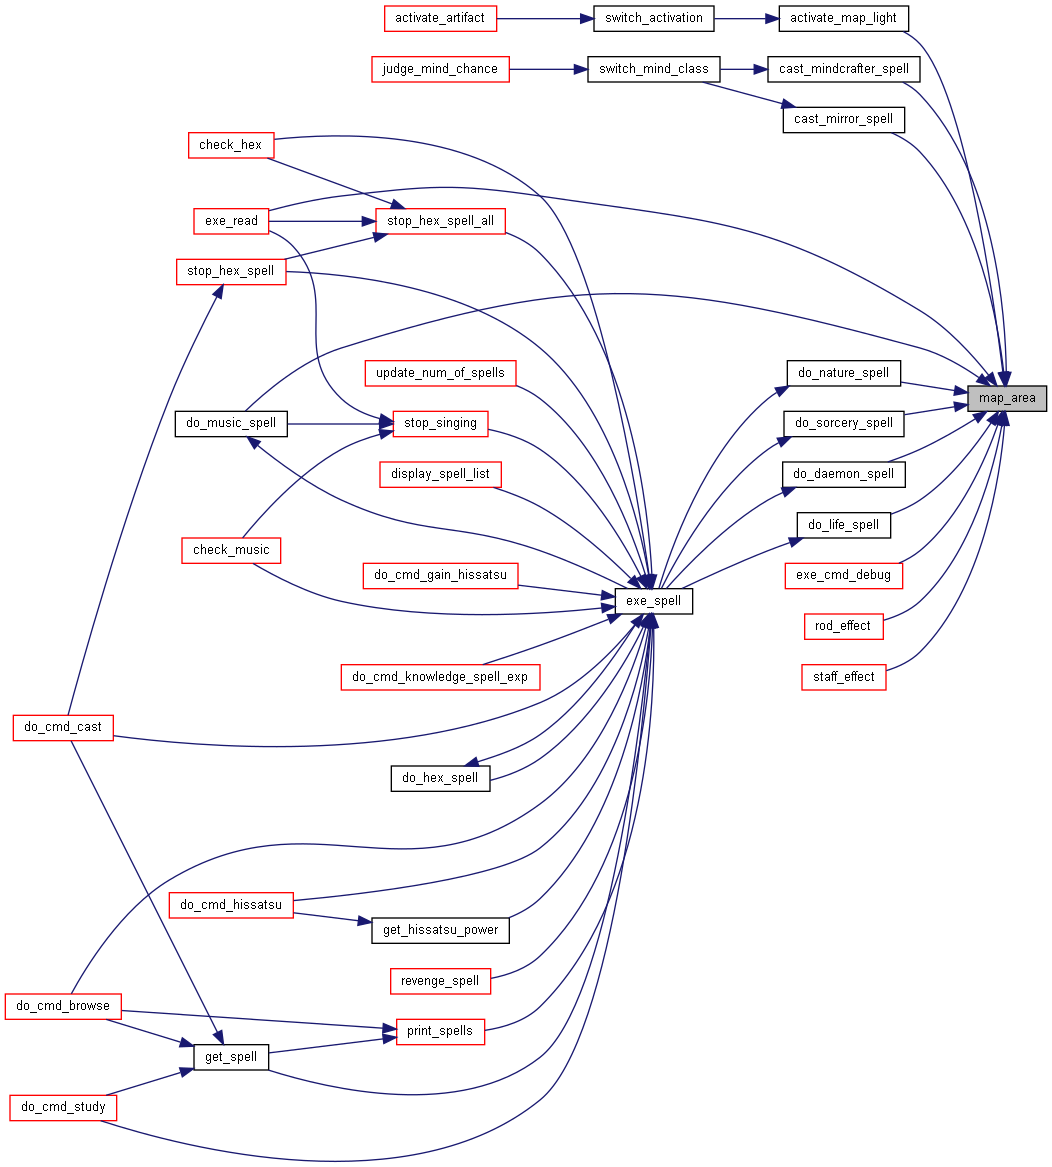 activate_artifact
switch_activation
activate_map_light
judge_mind_chance
switch_mind_class
cast_mindcrafter_spell
cast_mirror_spell
check_hex
exe_read
stop_hex_spell_all
stop_hex_spell
update_num_of_spells
do_nature_spell
map_area
do_music_spell
stop_singing
do_sorcery_spell
display_spell_list
do_daemon_spell
do_life_spell
check_music
do_cmd_gain_hissatsu
exe_cmd_debug
exe_spell
rod_effect
do_cmd_knowledge_spell_exp
staff_effect
do_cmd_cast
do_hex_spell
do_cmd_hissatsu
get_hissatsu_power
revenge_spell
do_cmd_browse
print_spells
get_spell
do_cmd_study